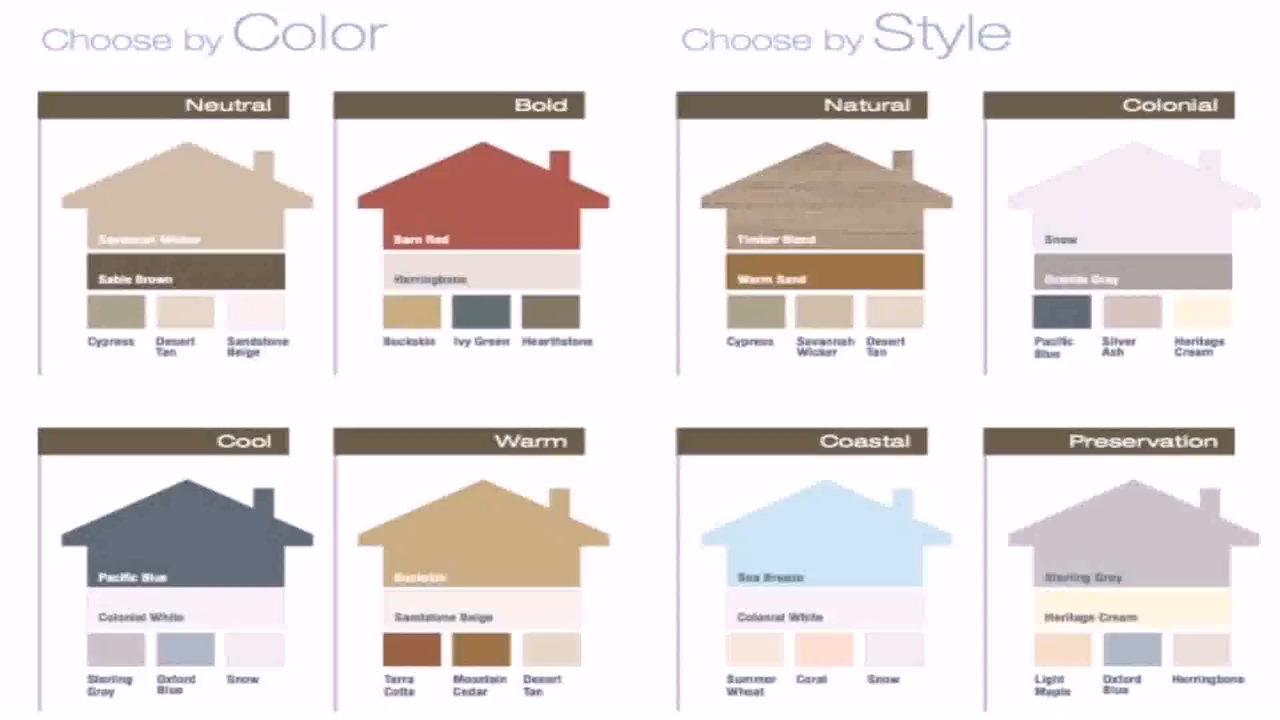 Choose by Color
Choose by Style
Neutral
Savannah Wicker
Sable Brown
Cypress
Desert
Tan
Sandstone
Beige
Bold
Barn Red
Herringbone
Buckskin
Ivy Green
Hearthstone
Natural
Timber Blend
Warm Sand
Cypress
Savannah
Wicker
Desert
Tan
Colonial
Snow
Granite Gray
Pacific
Blue
Silver
Ash
Heritage
Cream
Cool
Pacific Blue
Colonial White
Sterling
Gray
Oxford
Blue
Snow
Warm
Buckskin
Sandstone Beige
Terra
Cotta
Mountain
Cedar
Desert
Tan
Coastal
Sea Breeze
Colonial White
Summer
Wheat
Coral
Snow
Preservation
Sterling Gray
Heritage Cream
Light
Maple
Oxford
Blue
Herringbone